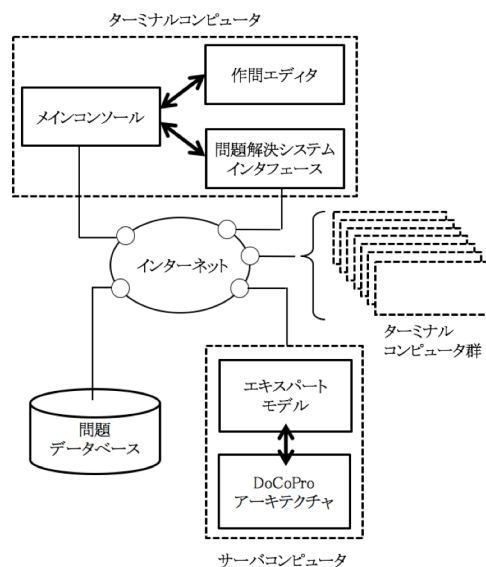 ターミナルコンピュータ
作問エディタ
メインコンソール
問題解決システム
インタフェース
インターネット
ターミナル
コンピュータ群
エキスパート
モデル
問題
データベース
DoCoPro
アーキテクチャ
サーバコンピュータ